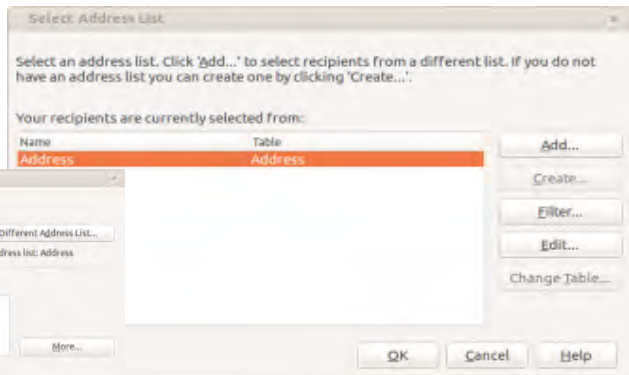 Select Address List
Select an address list. Click 'Add...' to select recipients from a different list. If you do not
have an address list you can create one by clicking 'Create...'.
Your recipients are currently selected from:
Name Table
Address Address
Add...
Create...
Filter...
Edit...
Change Table...
Different Address List...
dress list: Address
More...
OK Cancel Help